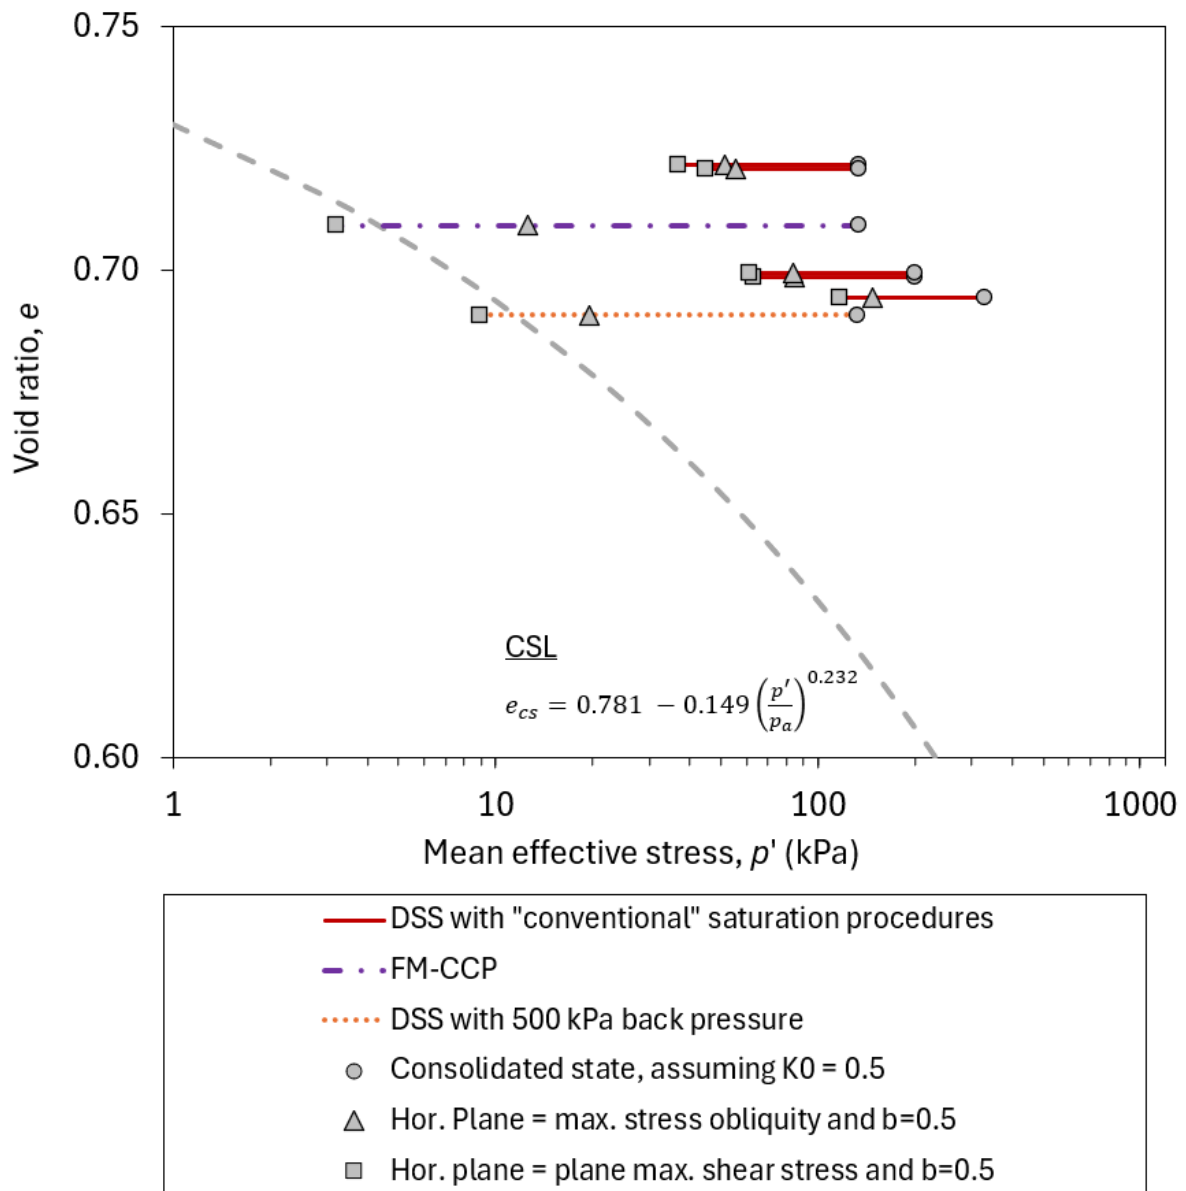 0.75
0.70
0.65
0.60
Void ratio, e
CSL
e_cs = 0.781 − 0.149 (p'/p_a)^0.232
1 10 100 1000
Mean effective stress, p' (kPa)
DSS with "conventional" saturation procedures
FM-CCP
DSS with 500 kPa back pressure
Consolidated state, assuming K0 = 0.5
Hor. Plane = max. stress obliquity and b=0.5
Hor. plane = plane max. shear stress and b=0.5